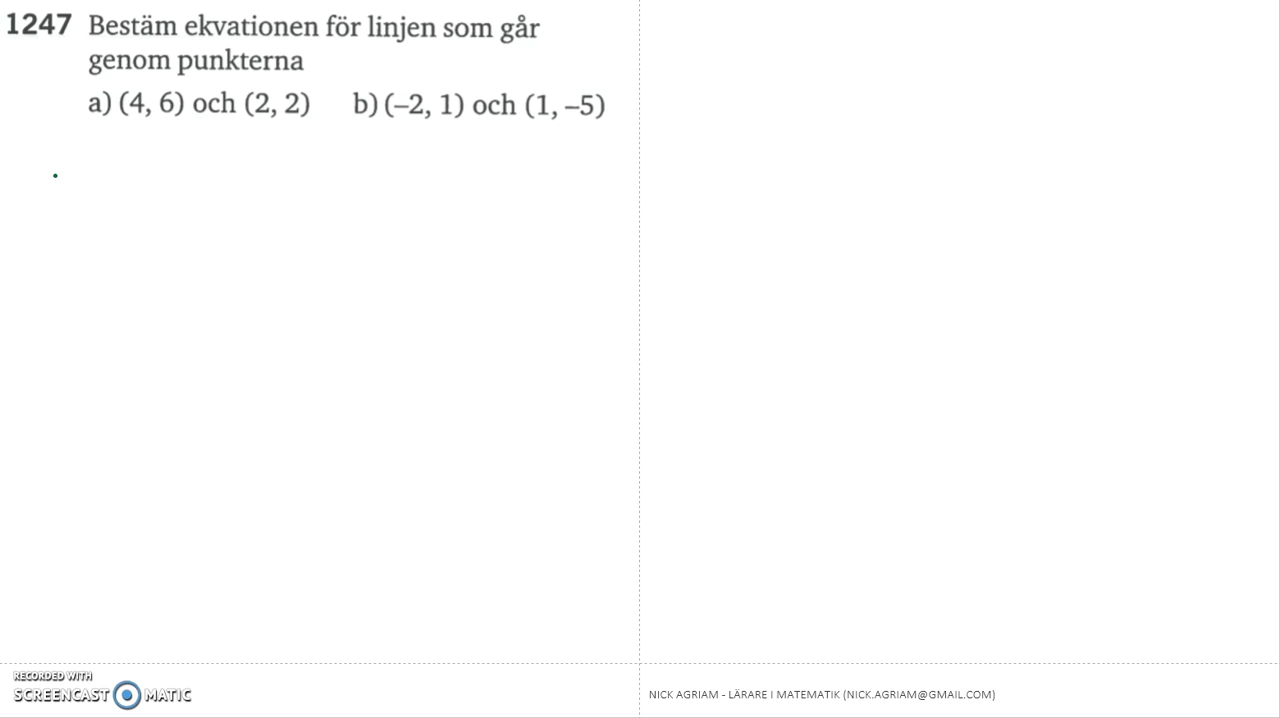 1247 Bestäm ekvationen för linjen som går
genom punkterna
a) (4, 6) och (2, 2) b) (–2, 1) och (1, –5)
RECORDED WITH
SCREENCAST MATIC
NICK AGRIAM - LÄRARE I MATEMATIK (NICK.AGRIAM@GMAIL.COM)